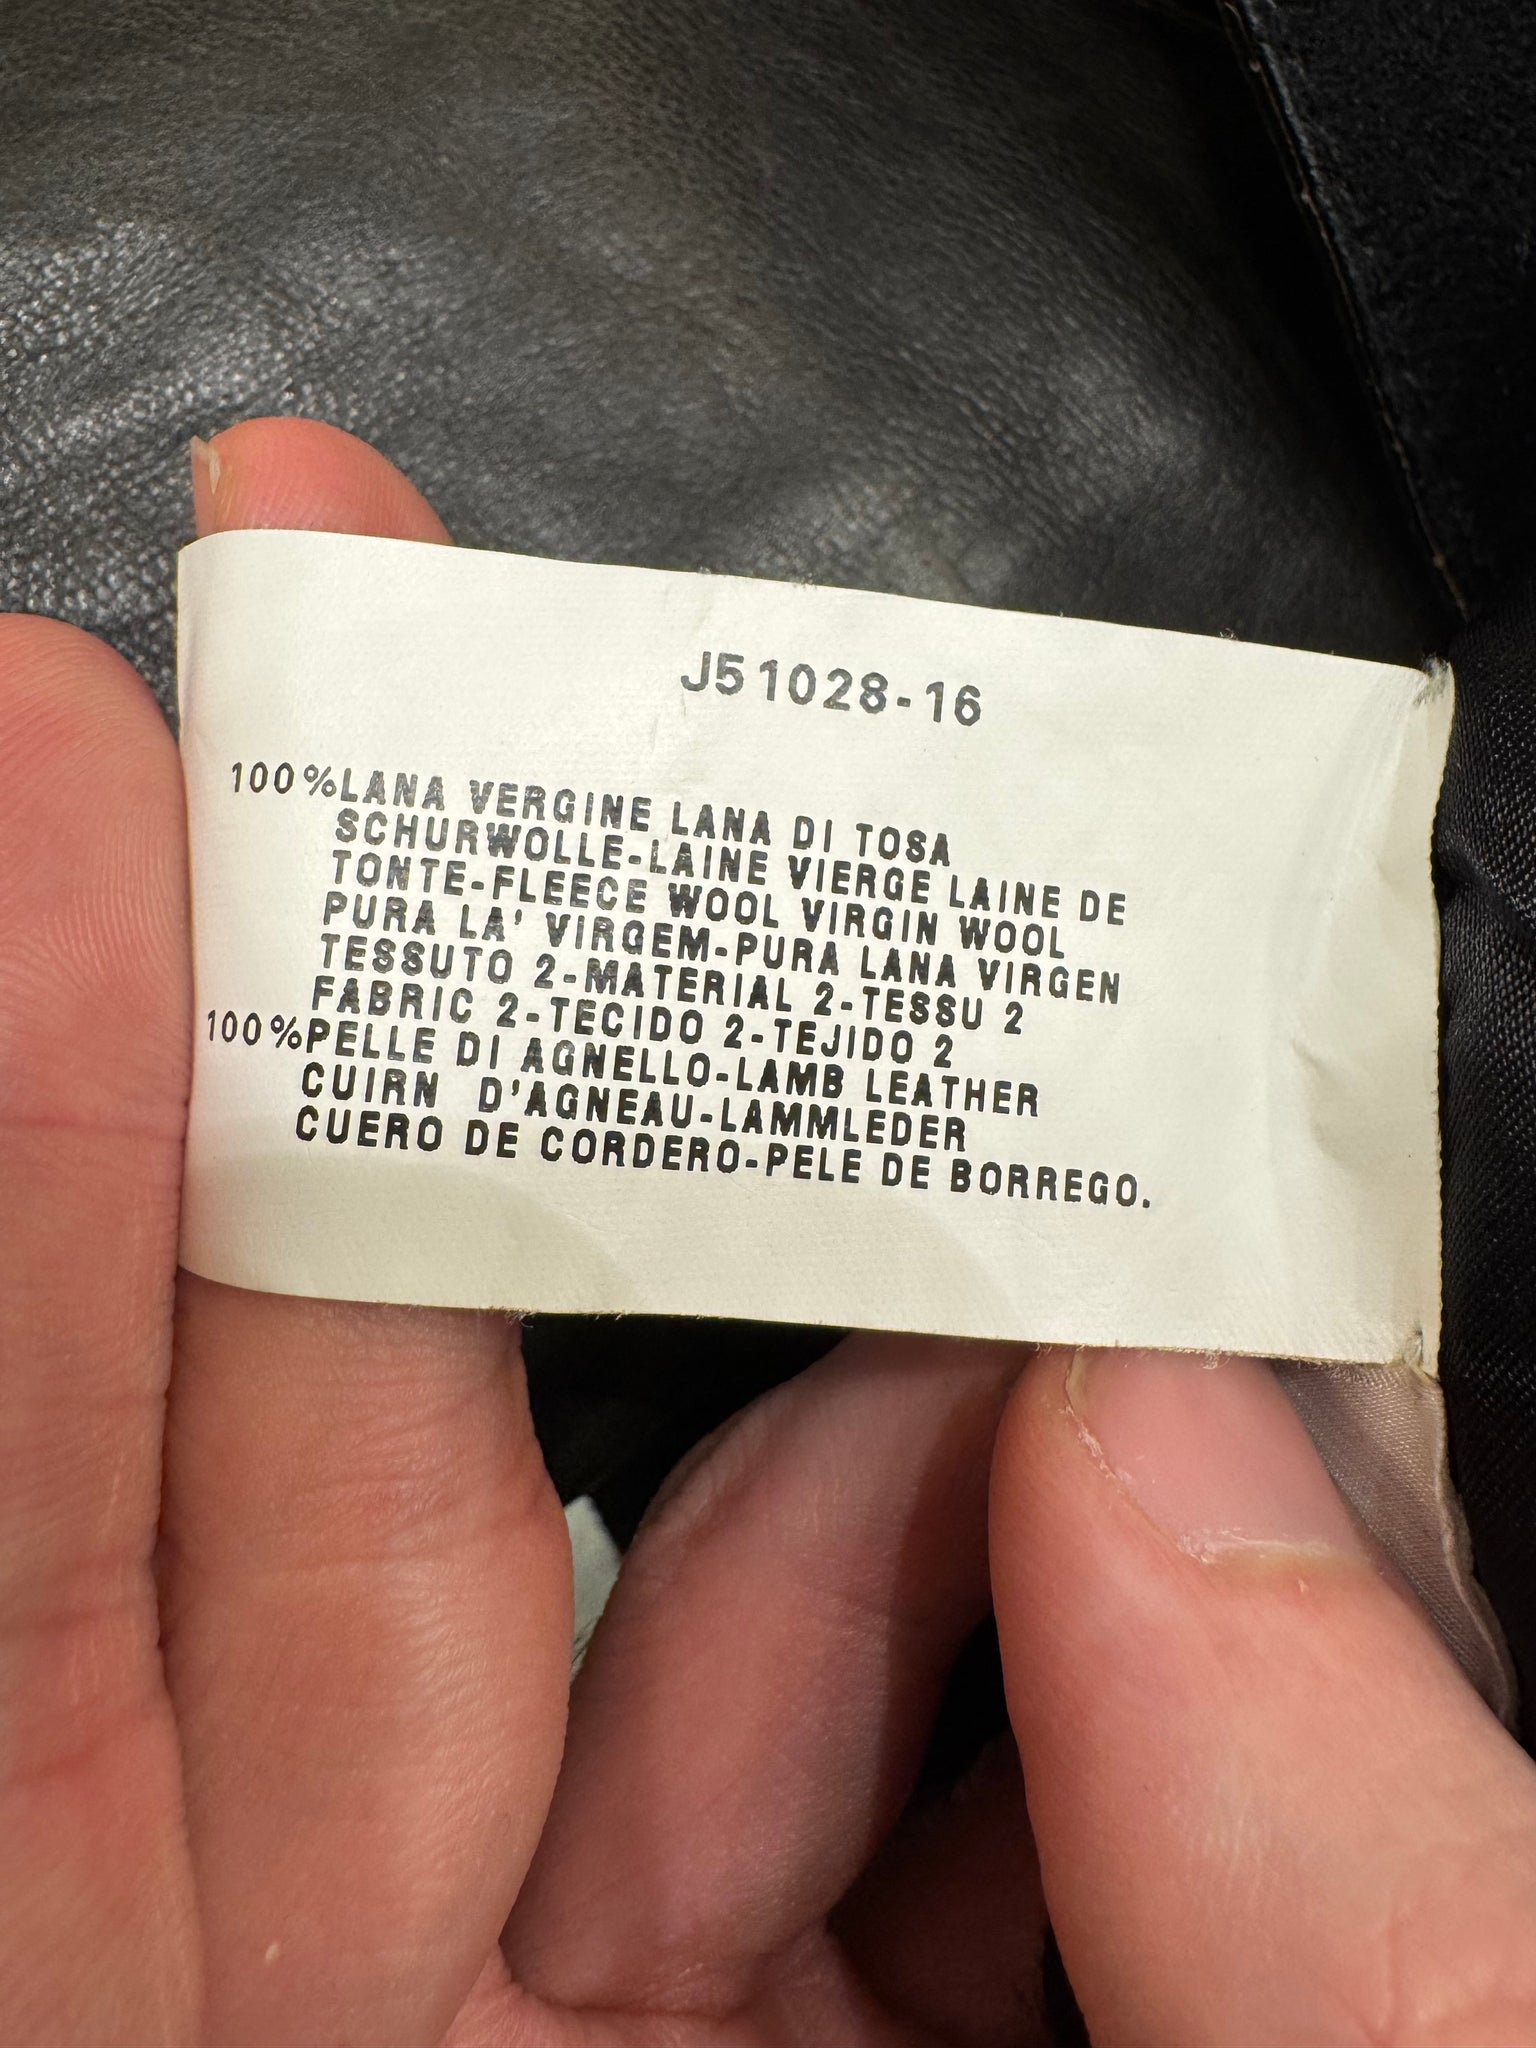 J51028-16
100%LANA VERGINE LANA DI TOSA
SCHURWOLLE-LAINE VIERGE LAINE DE
TONTE-FLEECE WOOL VIRGIN WOOL
PURA LA' VIRGEM-PURA LANA VIRGEN
TESSUTO 2-MATERIAL 2-TESSU 2
FABRIC 2-TECIDO 2-TEJIDO 2
100%PELLE DI AGNELLO-LAMB LEATHER
CUIRN D'AGNEAU-LAMMLEDER
CUERO DE CORDERO-PELE DE BORREGO.